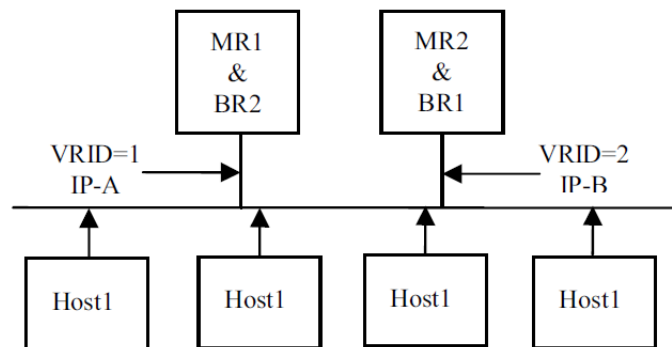 MR1
&
BR2
MR2
&
BR1
VRID=1
IP-A
VRID=2
IP-B
Host1
Host1
Host1
Host1